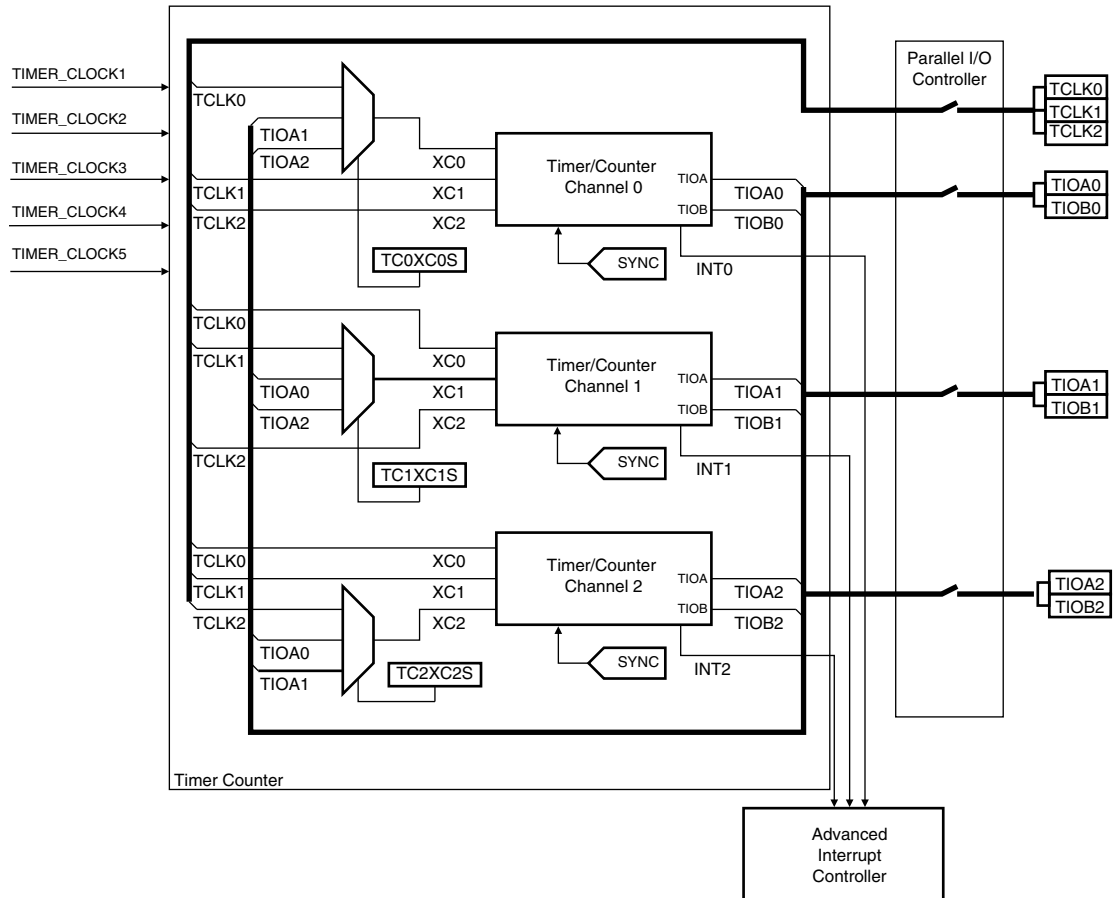 TIMER_CLOCK1
TIMER_CLOCK2
TIMER_CLOCK3
TIMER_CLOCK4
TIMER_CLOCK5
TCLK0
TIOA1
TIOA2
TCLK1
TCLK2
XC0
XC1
XC2
TC0XC0S
Timer/Counter
Channel 0
TIOA
TIOB
TIOA0
TIOB0
SYNC
INT0
TCLK0
TCLK1
TIOA0
TIOA2
TCLK2
XC0
XC1
XC2
TC1XC1S
Timer/Counter
Channel 1
TIOA
TIOB
TIOA1
TIOB1
SYNC
INT1
TCLK0
TCLK1
TCLK2
TIOA0
TIOA1
XC0
XC1
XC2
TC2XC2S
Timer/Counter
Channel 2
TIOA
TIOB
TIOA2
TIOB2
SYNC
INT2
Timer Counter
Parallel I/O
Controller
TCLK0
TCLK1
TCLK2
TIOA0
TIOB0
TIOA1
TIOB1
TIOA2
TIOB2
Advanced
Interrupt
Controller